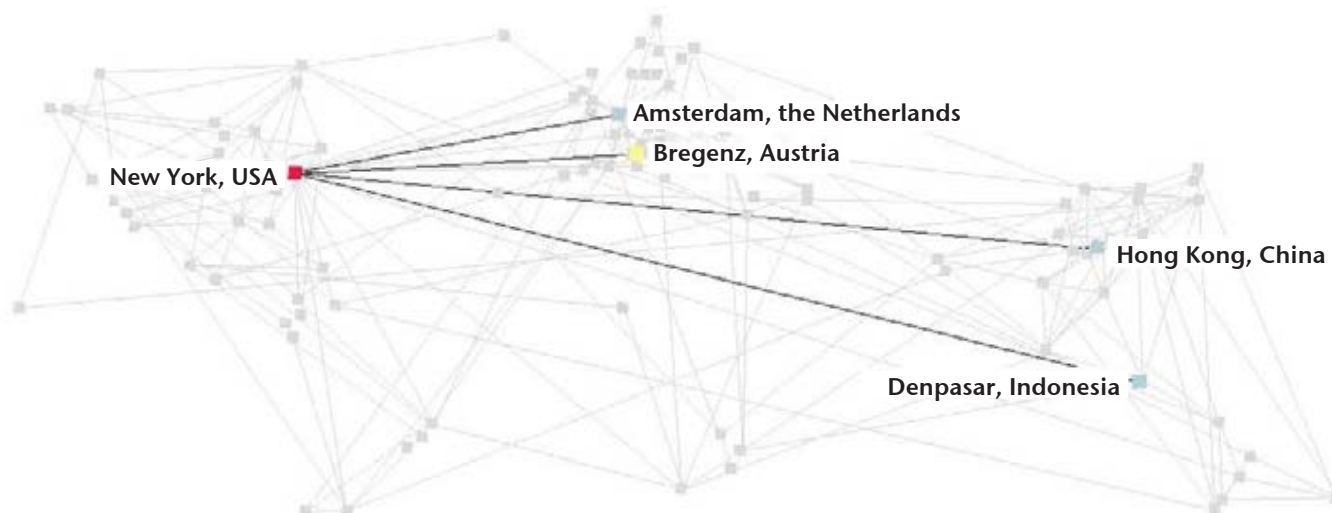 Amsterdam, the Netherlands
Bregenz, Austria
New York, USA
Hong Kong, China
Denpasar, Indonesia